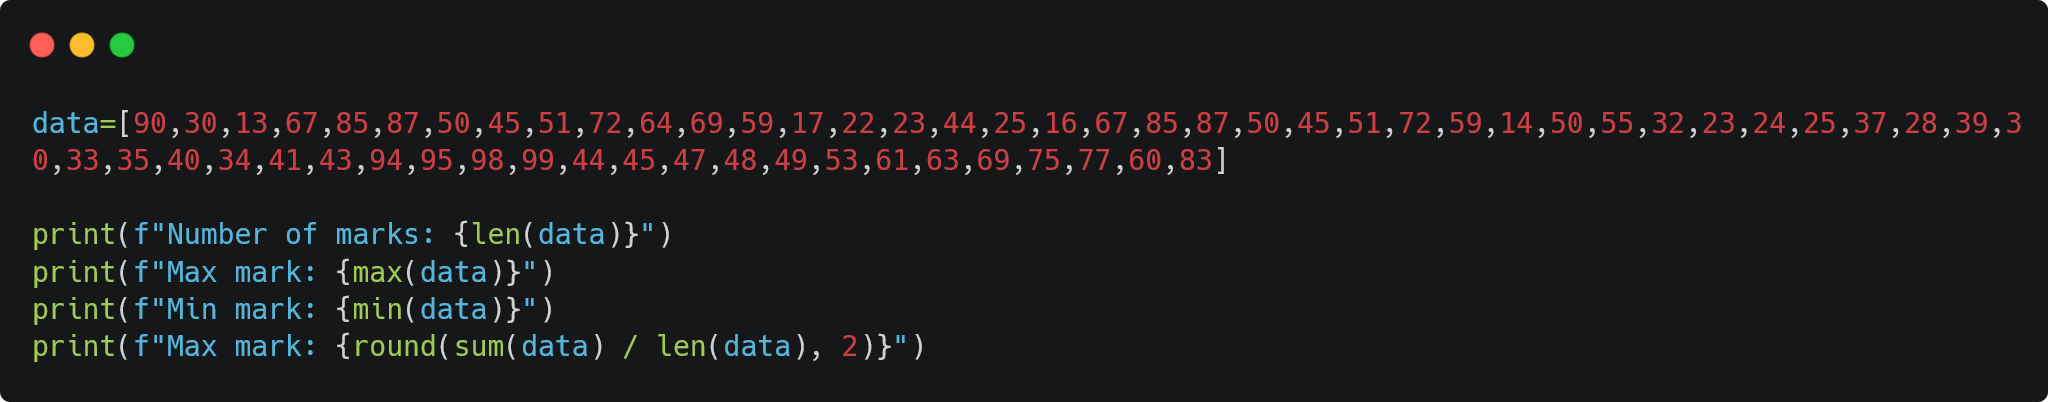 data=[90,30,13,67,85,87,50,45,51,72,64,69,59,17,22,23,44,25,16,67,85,87,50,45,51,72,59,14,50,55,32,23,24,25,37,28,39,3
0,33,35,40,34,41,43,94,95,98,99,44,45,47,48,49,53,61,63,69,75,77,60,83]
print(f"Number of marks: {len(data)}")
print(f"Max mark: {max(data)}")
print(f"Min mark: {min(data)}")
print(f"Max mark: {round(sum(data) / len(data), 2)}")